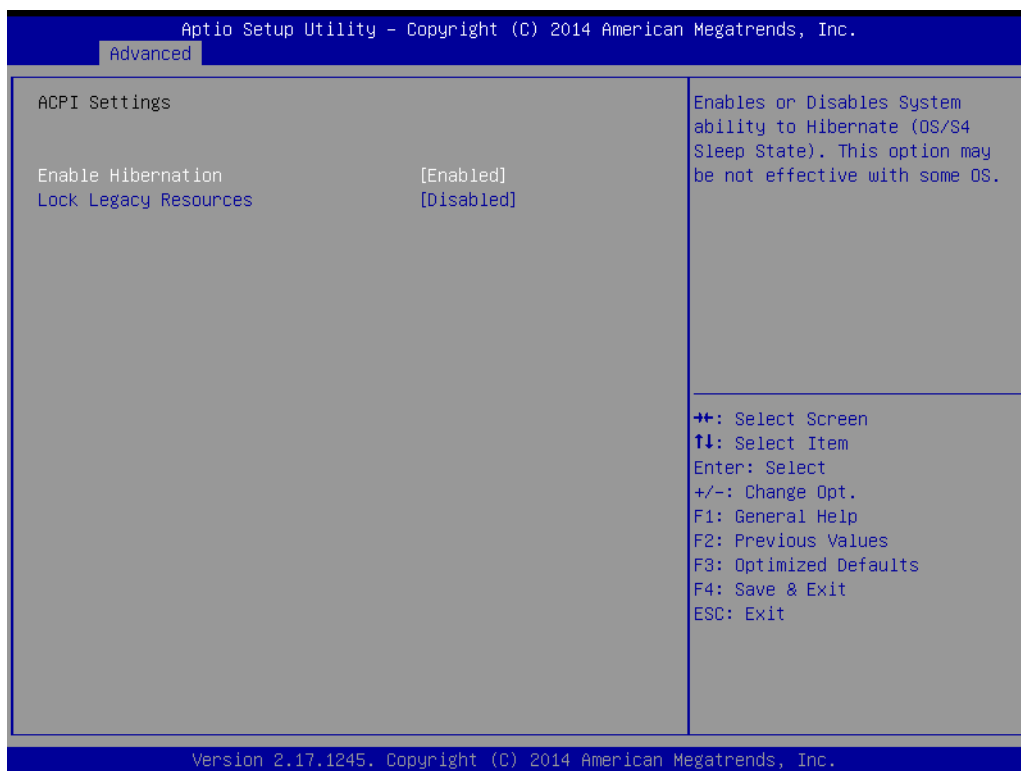 Aptio Setup Utility – Copyright (C) 2014 American Megatrends, Inc.
Advanced
ACPI Settings
Enable Hibernation [Enabled]
Lock Legacy Resources [Disabled]
Enables or Disables System
ability to Hibernate (OS/S4
Sleep State). This option may
be not effective with some OS.
→←: Select Screen
↑↓: Select Item
Enter: Select
+/-: Change Opt.
F1: General Help
F2: Previous Values
F3: Optimized Defaults
F4: Save & Exit
ESC: Exit
Version 2.17.1245. Copyright (C) 2014 American Megatrends, Inc.